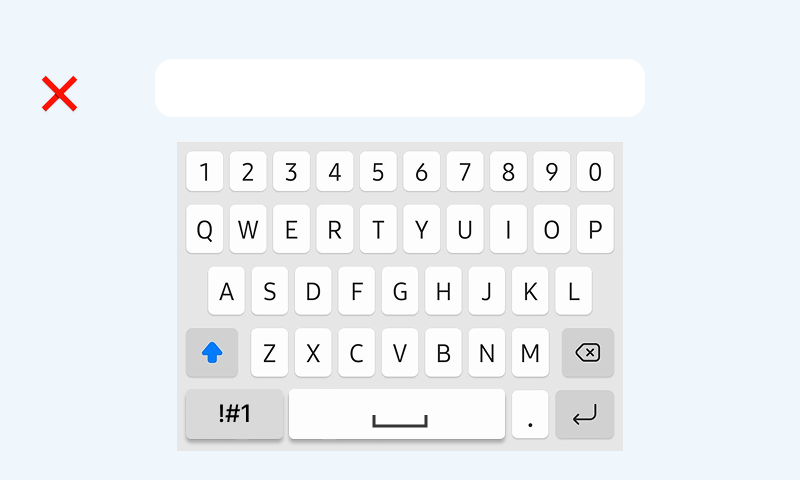 1 2 3 4 5 6 7 8 9 0
Q W E R T Y U I O P
A S D F G H J K L
Z X C V B N M
!#1 .